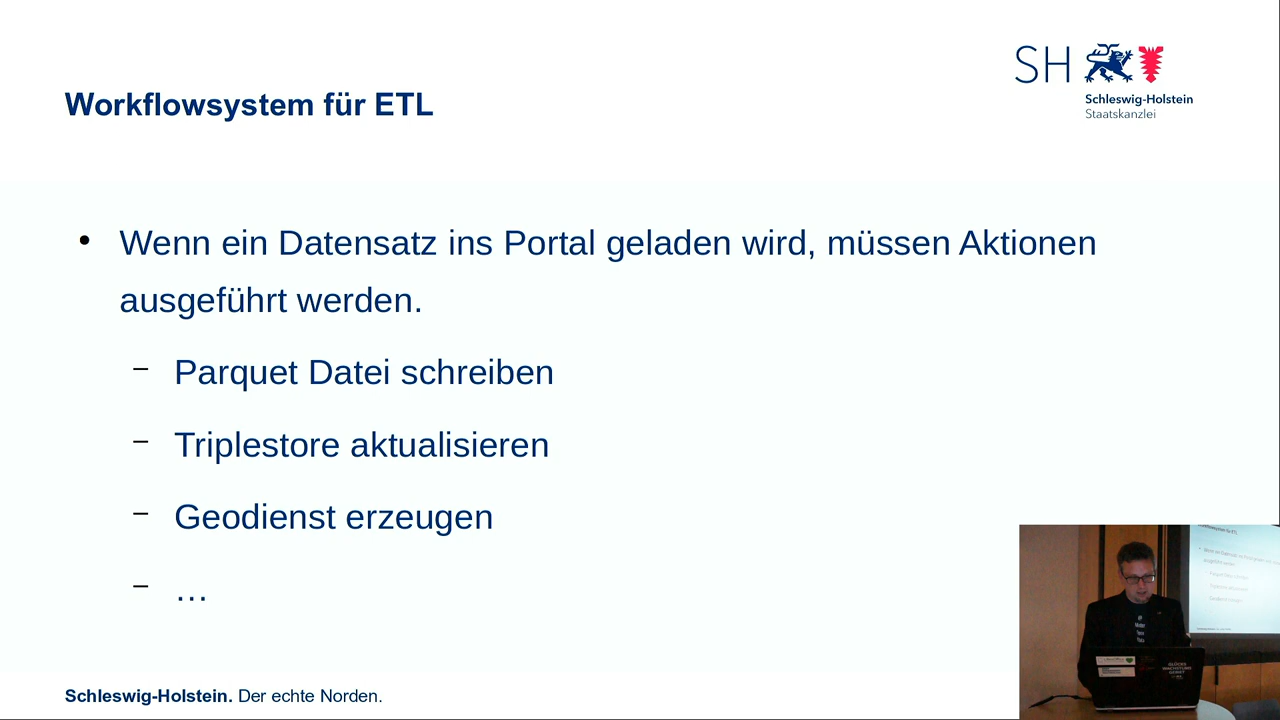 SH
Schleswig-Holstein
Staatskanzlei
Workflowsystem für ETL
• Wenn ein Datensatz ins Portal geladen wird, müssen Aktionen
ausgeführt werden.
– Parquet Datei schreiben
– Triplestore aktualisieren
– Geodienst erzeugen
– …
Schleswig-Holstein. Der echte Norden.